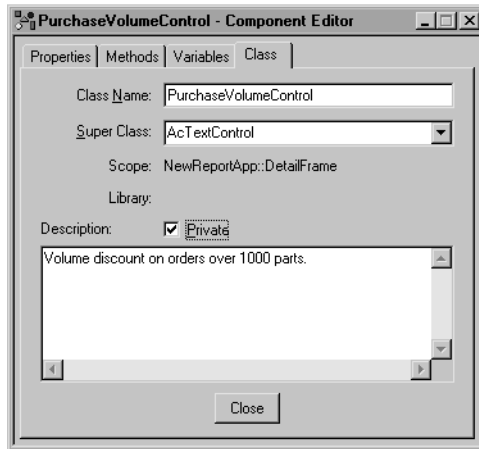 PurchaseVolumeControl - Component Editor
Properties Methods Variables Class
Class Name: PurchaseVolumeControl
Super Class: AcTextControl
Scope: NewReportApp::DetailFrame
Library:
Description: Private
Volume discount on orders over 1000 parts.
Close